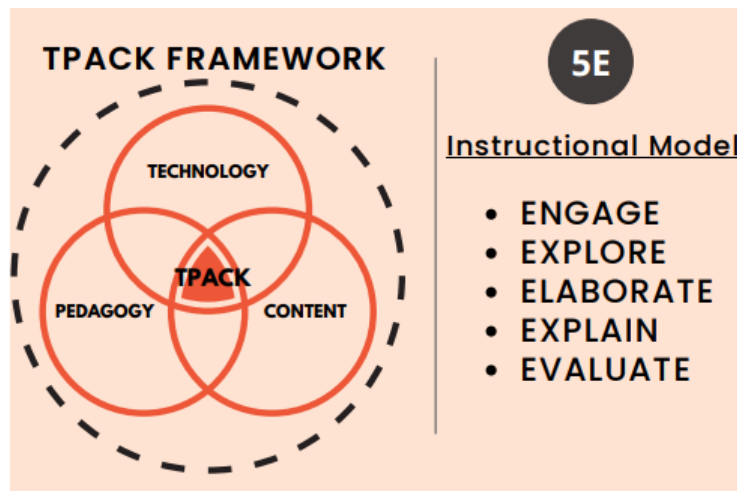 TPACK FRAMEWORK
TECHNOLOGY
TPACK
PEDAGOGY
CONTENT
5E
Instructional Model
ENGAGE
EXPLORE
ELABORATE
EXPLAIN
EVALUATE